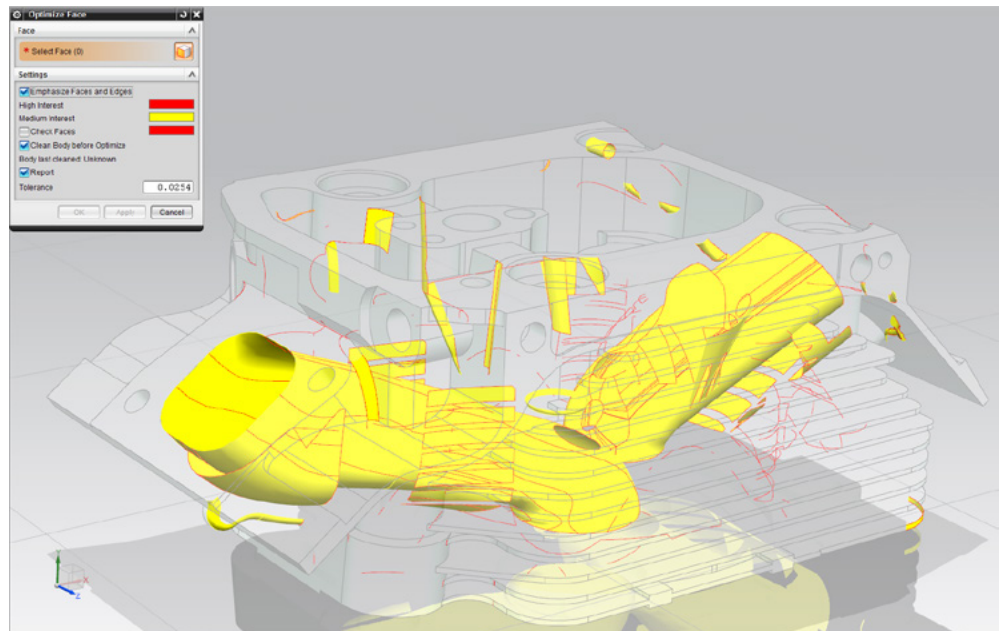 Optimize Face
Face
* Select Face (0)
Settings
Emphasize Faces and Edges
High Interest
Medium Interest
Check Faces
Clean Body before Optimize
Body last cleaned: Unknown
Report
Tolerance 0.0254
OK Apply Cancel
Y
X
Z